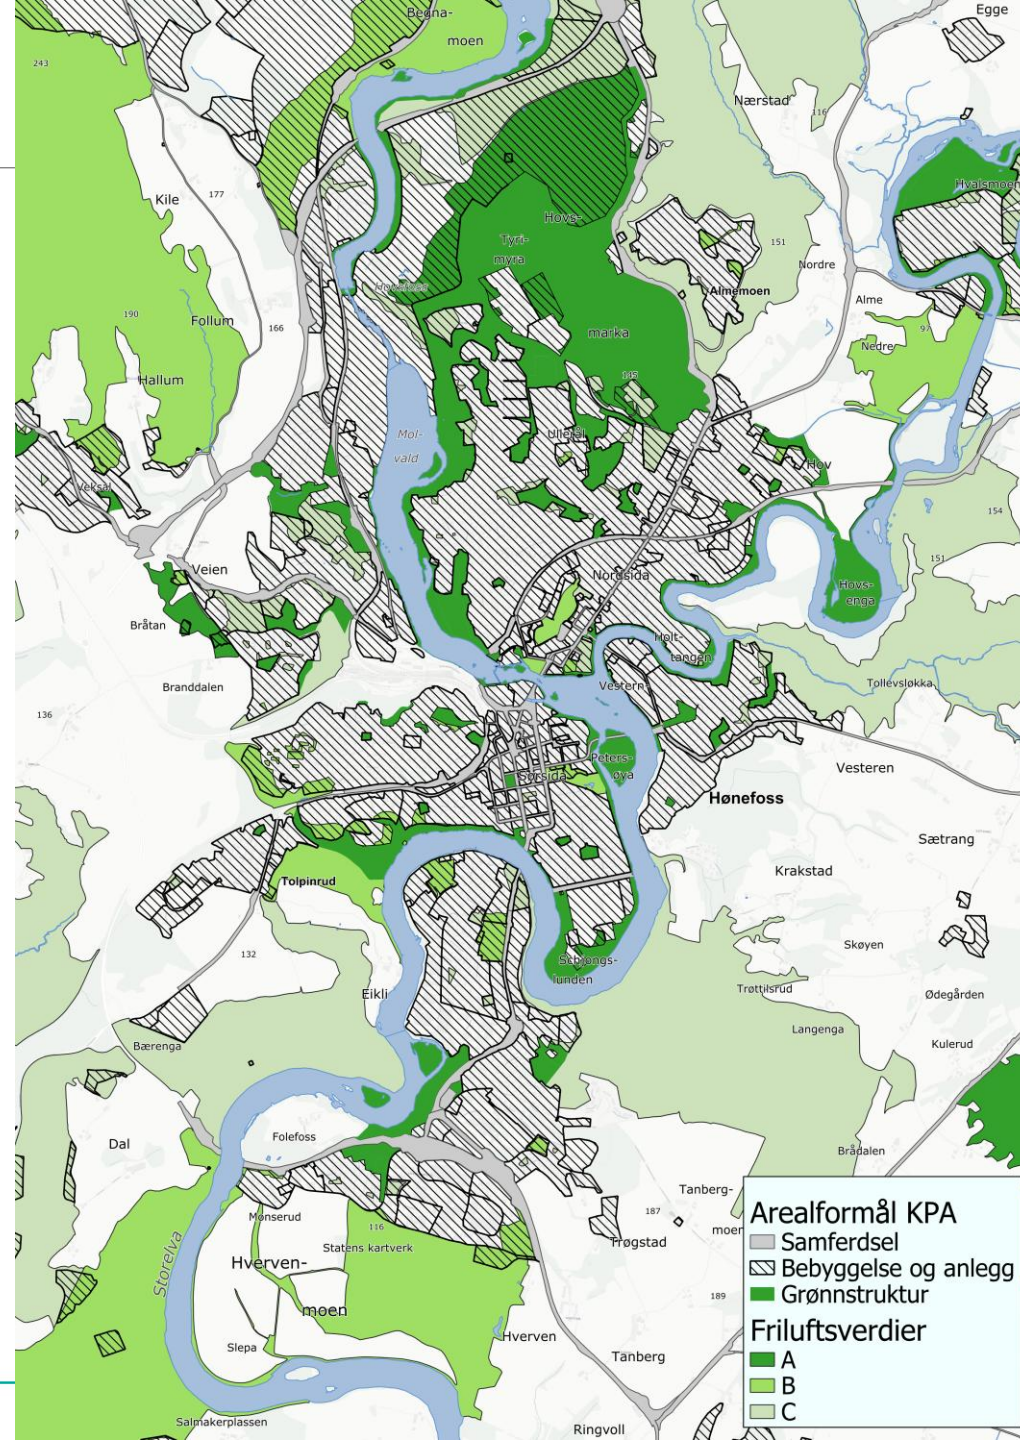 Egge
Begna-
moen
243
Nærstad
116
Hvalsmoen
Kile
177
Hovs-
Tyri-
myra
151
Nordre
Almemoen
Alme
190
Follum
166
marka
97
Nedre
Hallum
145
Mol-
vald
Ullerål
Hov
Veksal
154
Veien
Nordsida
151
Hovs-
enga
Bråtan
Holt-
tangen
Branddalen
Vestern
Tollevsløkka
136
Peters-
øya
Sørsida
Vesteren
Hønefoss
Sætrang
Krakstad
Tolpinrud
132
Skøyen
Schjongs-
lunden
Trøttilsrud
Ødegården
Eikli
Langenga
Kulerud
Bærenga
Dal
Folefoss
Brådalen
Tanberg-
moen
187
Mønserud
116
Statens kartverk
Trøgstad
Storelva
Hverven-
moen
189
Slepa
Hverven
Tanberg
Salmakerplassen
Ringvoll
Arealformål KPA
Samferdsel
Bebyggelse og anlegg
Grønnstruktur
Friluftsverdier
A
B
C